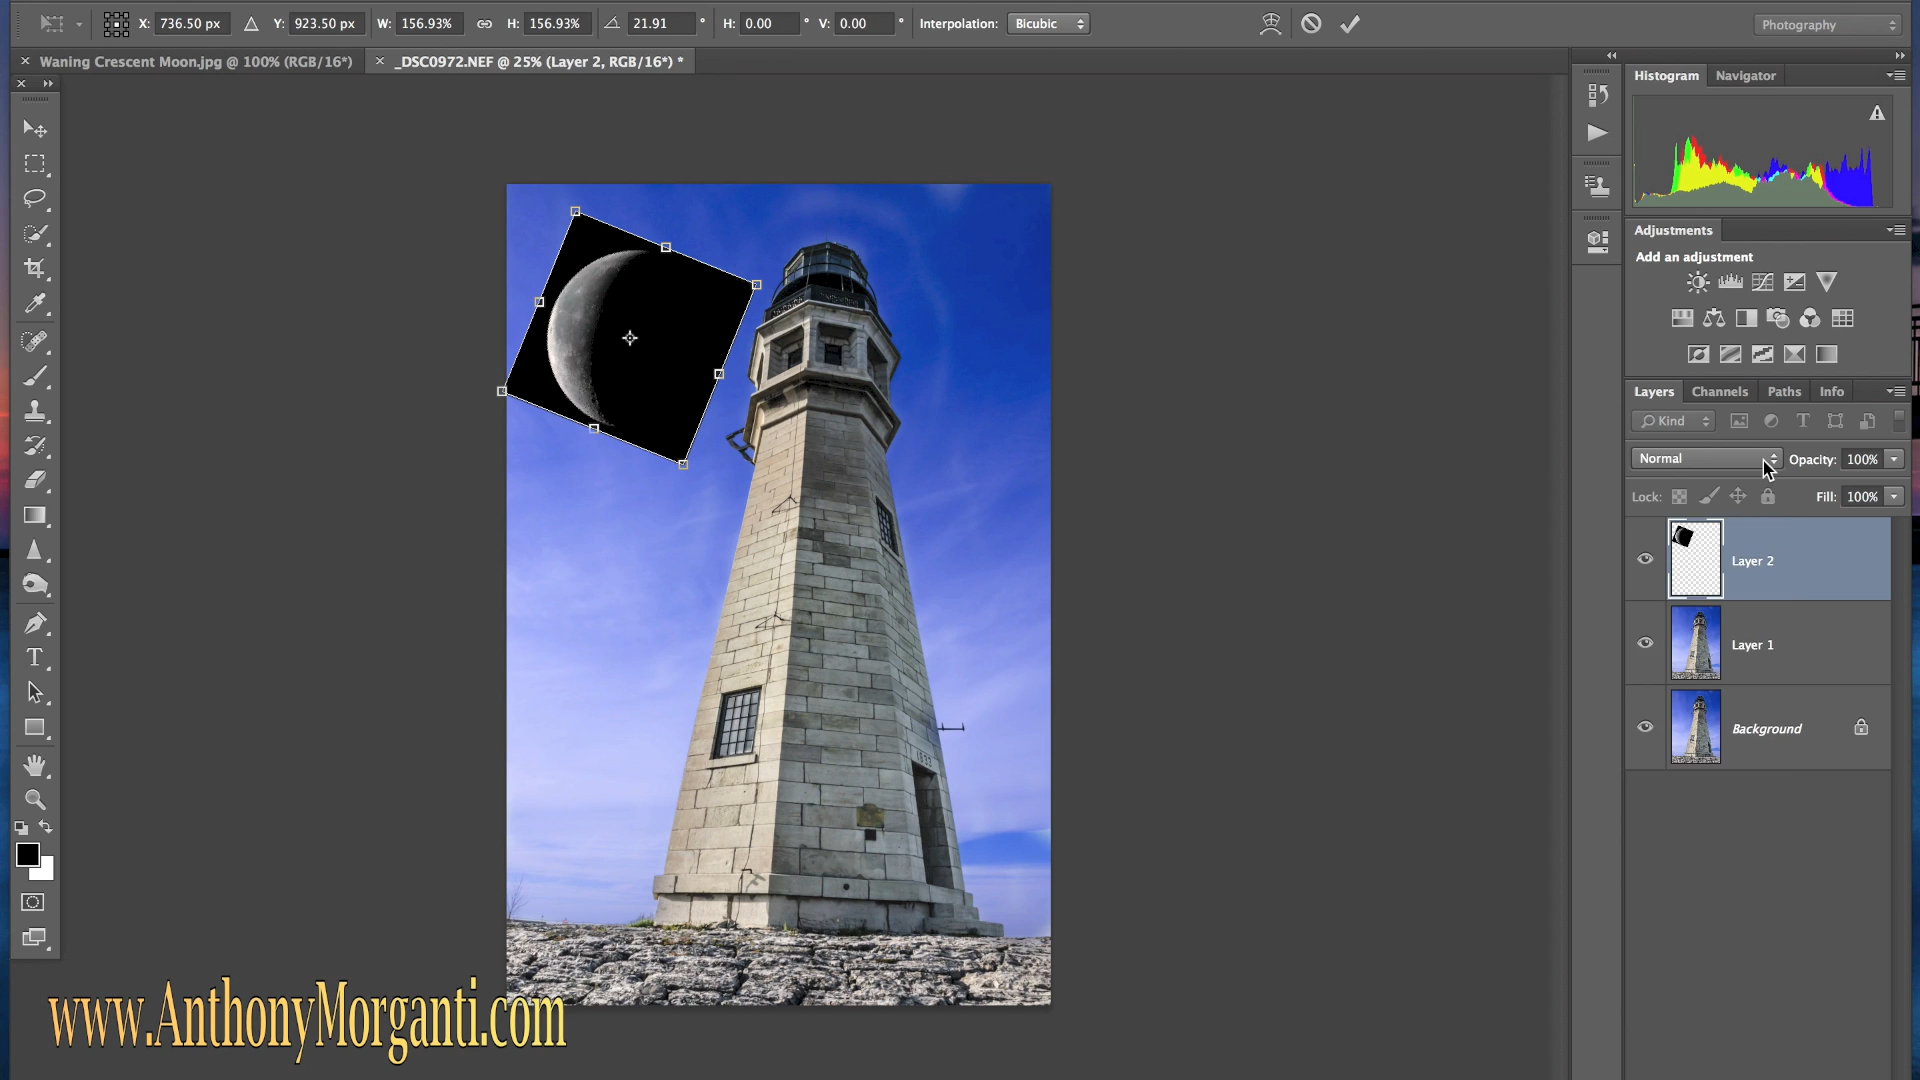 X: 736.50 px Y: 923.50 px W: 156.93% H: 156.93% 21.91 ° H: 0.00 ° V: 0.00 ° Interpolation: Bicubic Photography
× Waning Crescent Moon.jpg @ 100% (RGB/16*) × _DSC0972.NEF @ 25% (Layer 2, RGB/16*) *
Histogram Navigator
Adjustments
Add an adjustment
Layers Channels Paths Info
Kind
Normal Opacity: 100%
Lock: Fill: 100%
Layer 2
Layer 1
Background
T
1833
www.AnthonyMorganti.com